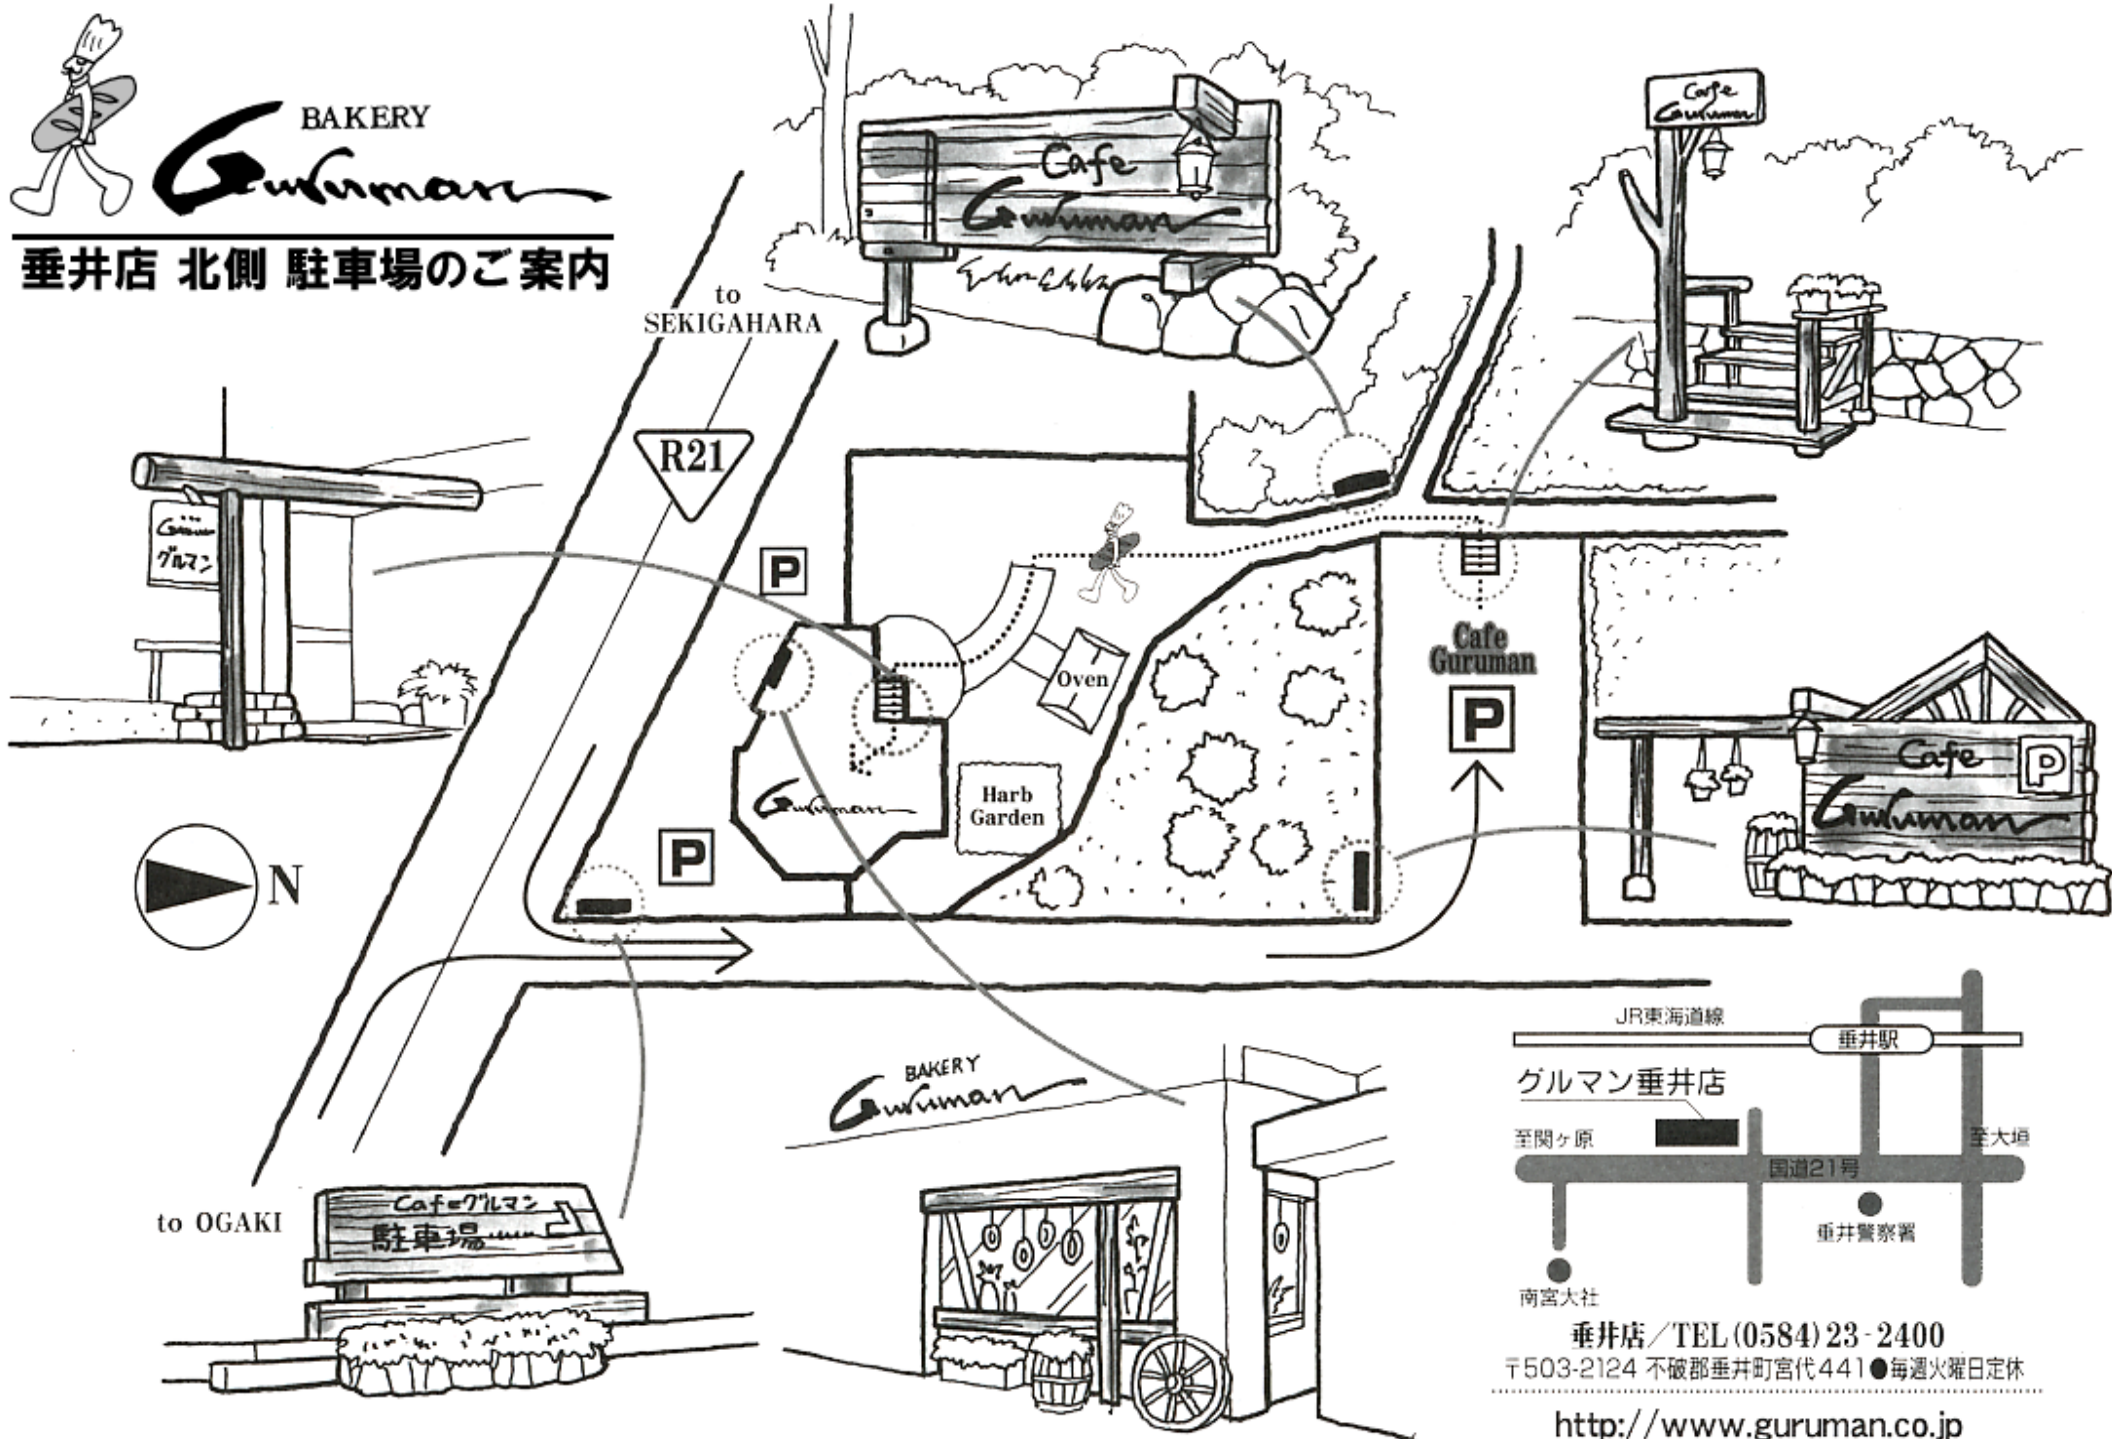 BAKERY
Guruman
垂井店 北側 駐車場のご案内
to
SEKIGAHARA
R21
Cafe
Guruman
Cafe
Guruman
グルマン
P
Oven
Harb
Garden
Guruman
P
Cafe
Guruman
P
Cafe
P
Guruman
N
to OGAKI
Cafeグルマン
駐車場
BAKERY
Guruman
JR東海道線
垂井駅
グルマン垂井店
至関ヶ原
至大垣
国道21号
垂井警察署
南宮大社
垂井店／TEL(0584)23-2400
〒503-2124 不破郡垂井町宮代441●毎週火曜日定休
http://www.guruman.co.jp